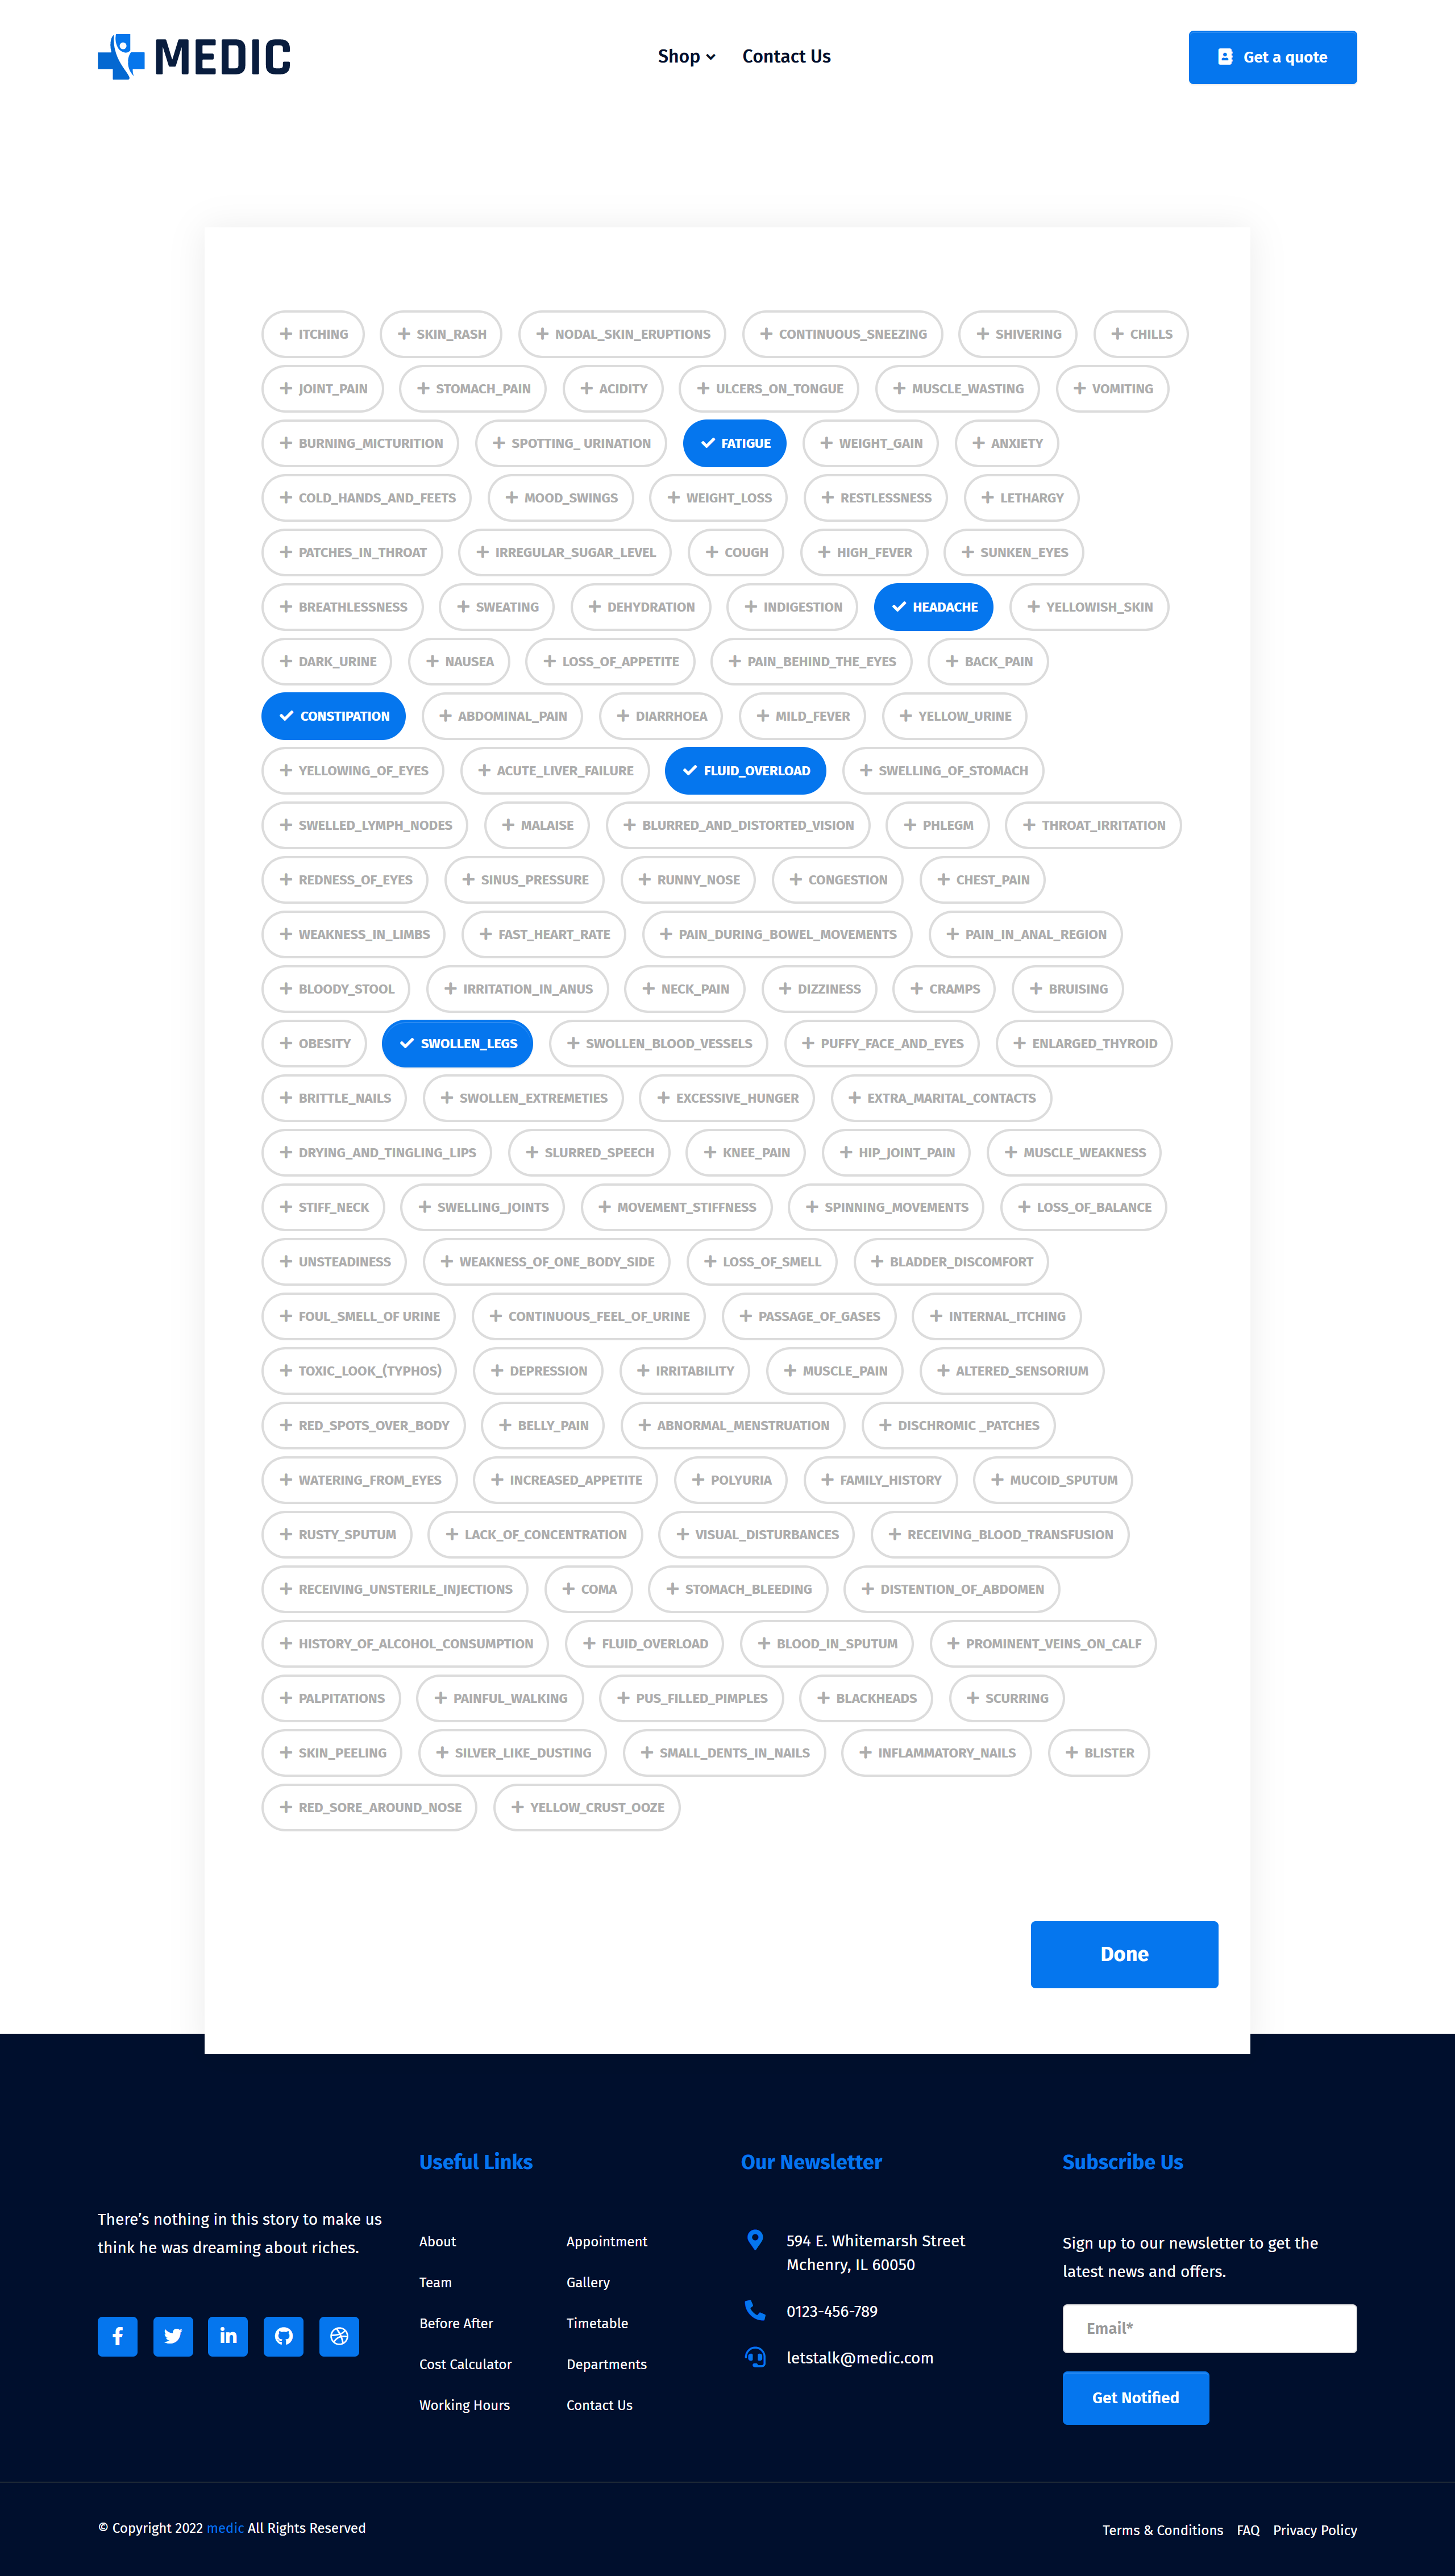 MEDIC
Shop Contact Us
Get a quote
ITCHING SKIN_RASH NODAL_SKIN_ERUPTIONS CONTINUOUS_SNEEZING SHIVERING CHILLS
JOINT_PAIN STOMACH_PAIN ACIDITY ULCERS_ON_TONGUE MUSCLE_WASTING VOMITING
BURNING_MICTURITION SPOTTING_ URINATION FATIGUE WEIGHT_GAIN ANXIETY
COLD_HANDS_AND_FEETS MOOD_SWINGS WEIGHT_LOSS RESTLESSNESS LETHARGY
PATCHES_IN_THROAT IRREGULAR_SUGAR_LEVEL COUGH HIGH_FEVER SUNKEN_EYES
BREATHLESSNESS SWEATING DEHYDRATION INDIGESTION HEADACHE YELLOWISH_SKIN
DARK_URINE NAUSEA LOSS_OF_APPETITE PAIN_BEHIND_THE_EYES BACK_PAIN
CONSTIPATION ABDOMINAL_PAIN DIARRHOEA MILD_FEVER YELLOW_URINE
YELLOWING_OF_EYES ACUTE_LIVER_FAILURE FLUID_OVERLOAD SWELLING_OF_STOMACH
SWELLED_LYMPH_NODES MALAISE BLURRED_AND_DISTORTED_VISION PHLEGM THROAT_IRRITATION
REDNESS_OF_EYES SINUS_PRESSURE RUNNY_NOSE CONGESTION CHEST_PAIN
WEAKNESS_IN_LIMBS FAST_HEART_RATE PAIN_DURING_BOWEL_MOVEMENTS PAIN_IN_ANAL_REGION
BLOODY_STOOL IRRITATION_IN_ANUS NECK_PAIN DIZZINESS CRAMPS BRUISING
OBESITY SWOLLEN_LEGS SWOLLEN_BLOOD_VESSELS PUFFY_FACE_AND_EYES ENLARGED_THYROID
BRITTLE_NAILS SWOLLEN_EXTREMETIES EXCESSIVE_HUNGER EXTRA_MARITAL_CONTACTS
DRYING_AND_TINGLING_LIPS SLURRED_SPEECH KNEE_PAIN HIP_JOINT_PAIN MUSCLE_WEAKNESS
STIFF_NECK SWELLING_JOINTS MOVEMENT_STIFFNESS SPINNING_MOVEMENTS LOSS_OF_BALANCE
UNSTEADINESS WEAKNESS_OF_ONE_BODY_SIDE LOSS_OF_SMELL BLADDER_DISCOMFORT
FOUL_SMELL_OF URINE CONTINUOUS_FEEL_OF_URINE PASSAGE_OF_GASES INTERNAL_ITCHING
TOXIC_LOOK_(TYPHOS) DEPRESSION IRRITABILITY MUSCLE_PAIN ALTERED_SENSORIUM
RED_SPOTS_OVER_BODY BELLY_PAIN ABNORMAL_MENSTRUATION DISCHROMIC _PATCHES
WATERING_FROM_EYES INCREASED_APPETITE POLYURIA FAMILY_HISTORY MUCOID_SPUTUM
RUSTY_SPUTUM LACK_OF_CONCENTRATION VISUAL_DISTURBANCES RECEIVING_BLOOD_TRANSFUSION
RECEIVING_UNSTERILE_INJECTIONS COMA STOMACH_BLEEDING DISTENTION_OF_ABDOMEN
HISTORY_OF_ALCOHOL_CONSUMPTION FLUID_OVERLOAD BLOOD_IN_SPUTUM PROMINENT_VEINS_ON_CALF
PALPITATIONS PAINFUL_WALKING PUS_FILLED_PIMPLES BLACKHEADS SCURRING
SKIN_PEELING SILVER_LIKE_DUSTING SMALL_DENTS_IN_NAILS INFLAMMATORY_NAILS BLISTER
RED_SORE_AROUND_NOSE YELLOW_CRUST_OOZE
Done
There's nothing in this story to make us
think he was dreaming about riches.
Useful Links
About
Team
Before After
Cost Calculator
Working Hours
Appointment
Gallery
Timetable
Departments
Contact Us
Our Newsletter
594 E. Whitemarsh Street
Mchenry, IL 60050
0123-456-789
letstalk@medic.com
Subscribe Us
Sign up to our newsletter to get the
latest news and offers.
Email*
Get Notified
© Copyright 2022 medic All Rights Reserved
Terms & Conditions FAQ Privacy Policy